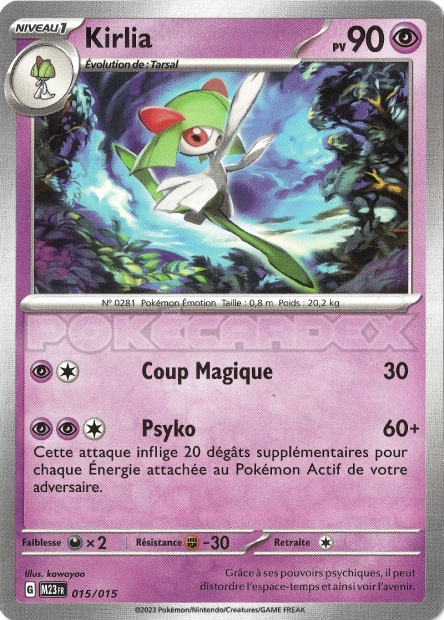 NIVEAU 1
Kirlia
PV 90
Évolution de : Tarsal
N° 0281 Pokémon Émotion Taille : 0,8 m Poids : 20,2 kg
POKÉCARDEX
Coup Magique 30
Psyko 60+
Cette attaque inflige 20 dégâts supplémentaires pour
chaque Énergie attachée au Pokémon Actif de votre
adversaire.
Faiblesse ×2 Résistance -30 Retraite
Illus. kawayoo
G M23 FR 015/015
Grâce à ses pouvoirs psychiques, il peut
distordre l'espace-temps et ainsi voir l'avenir.
©2023 Pokémon/Nintendo/Creatures/GAME FREAK